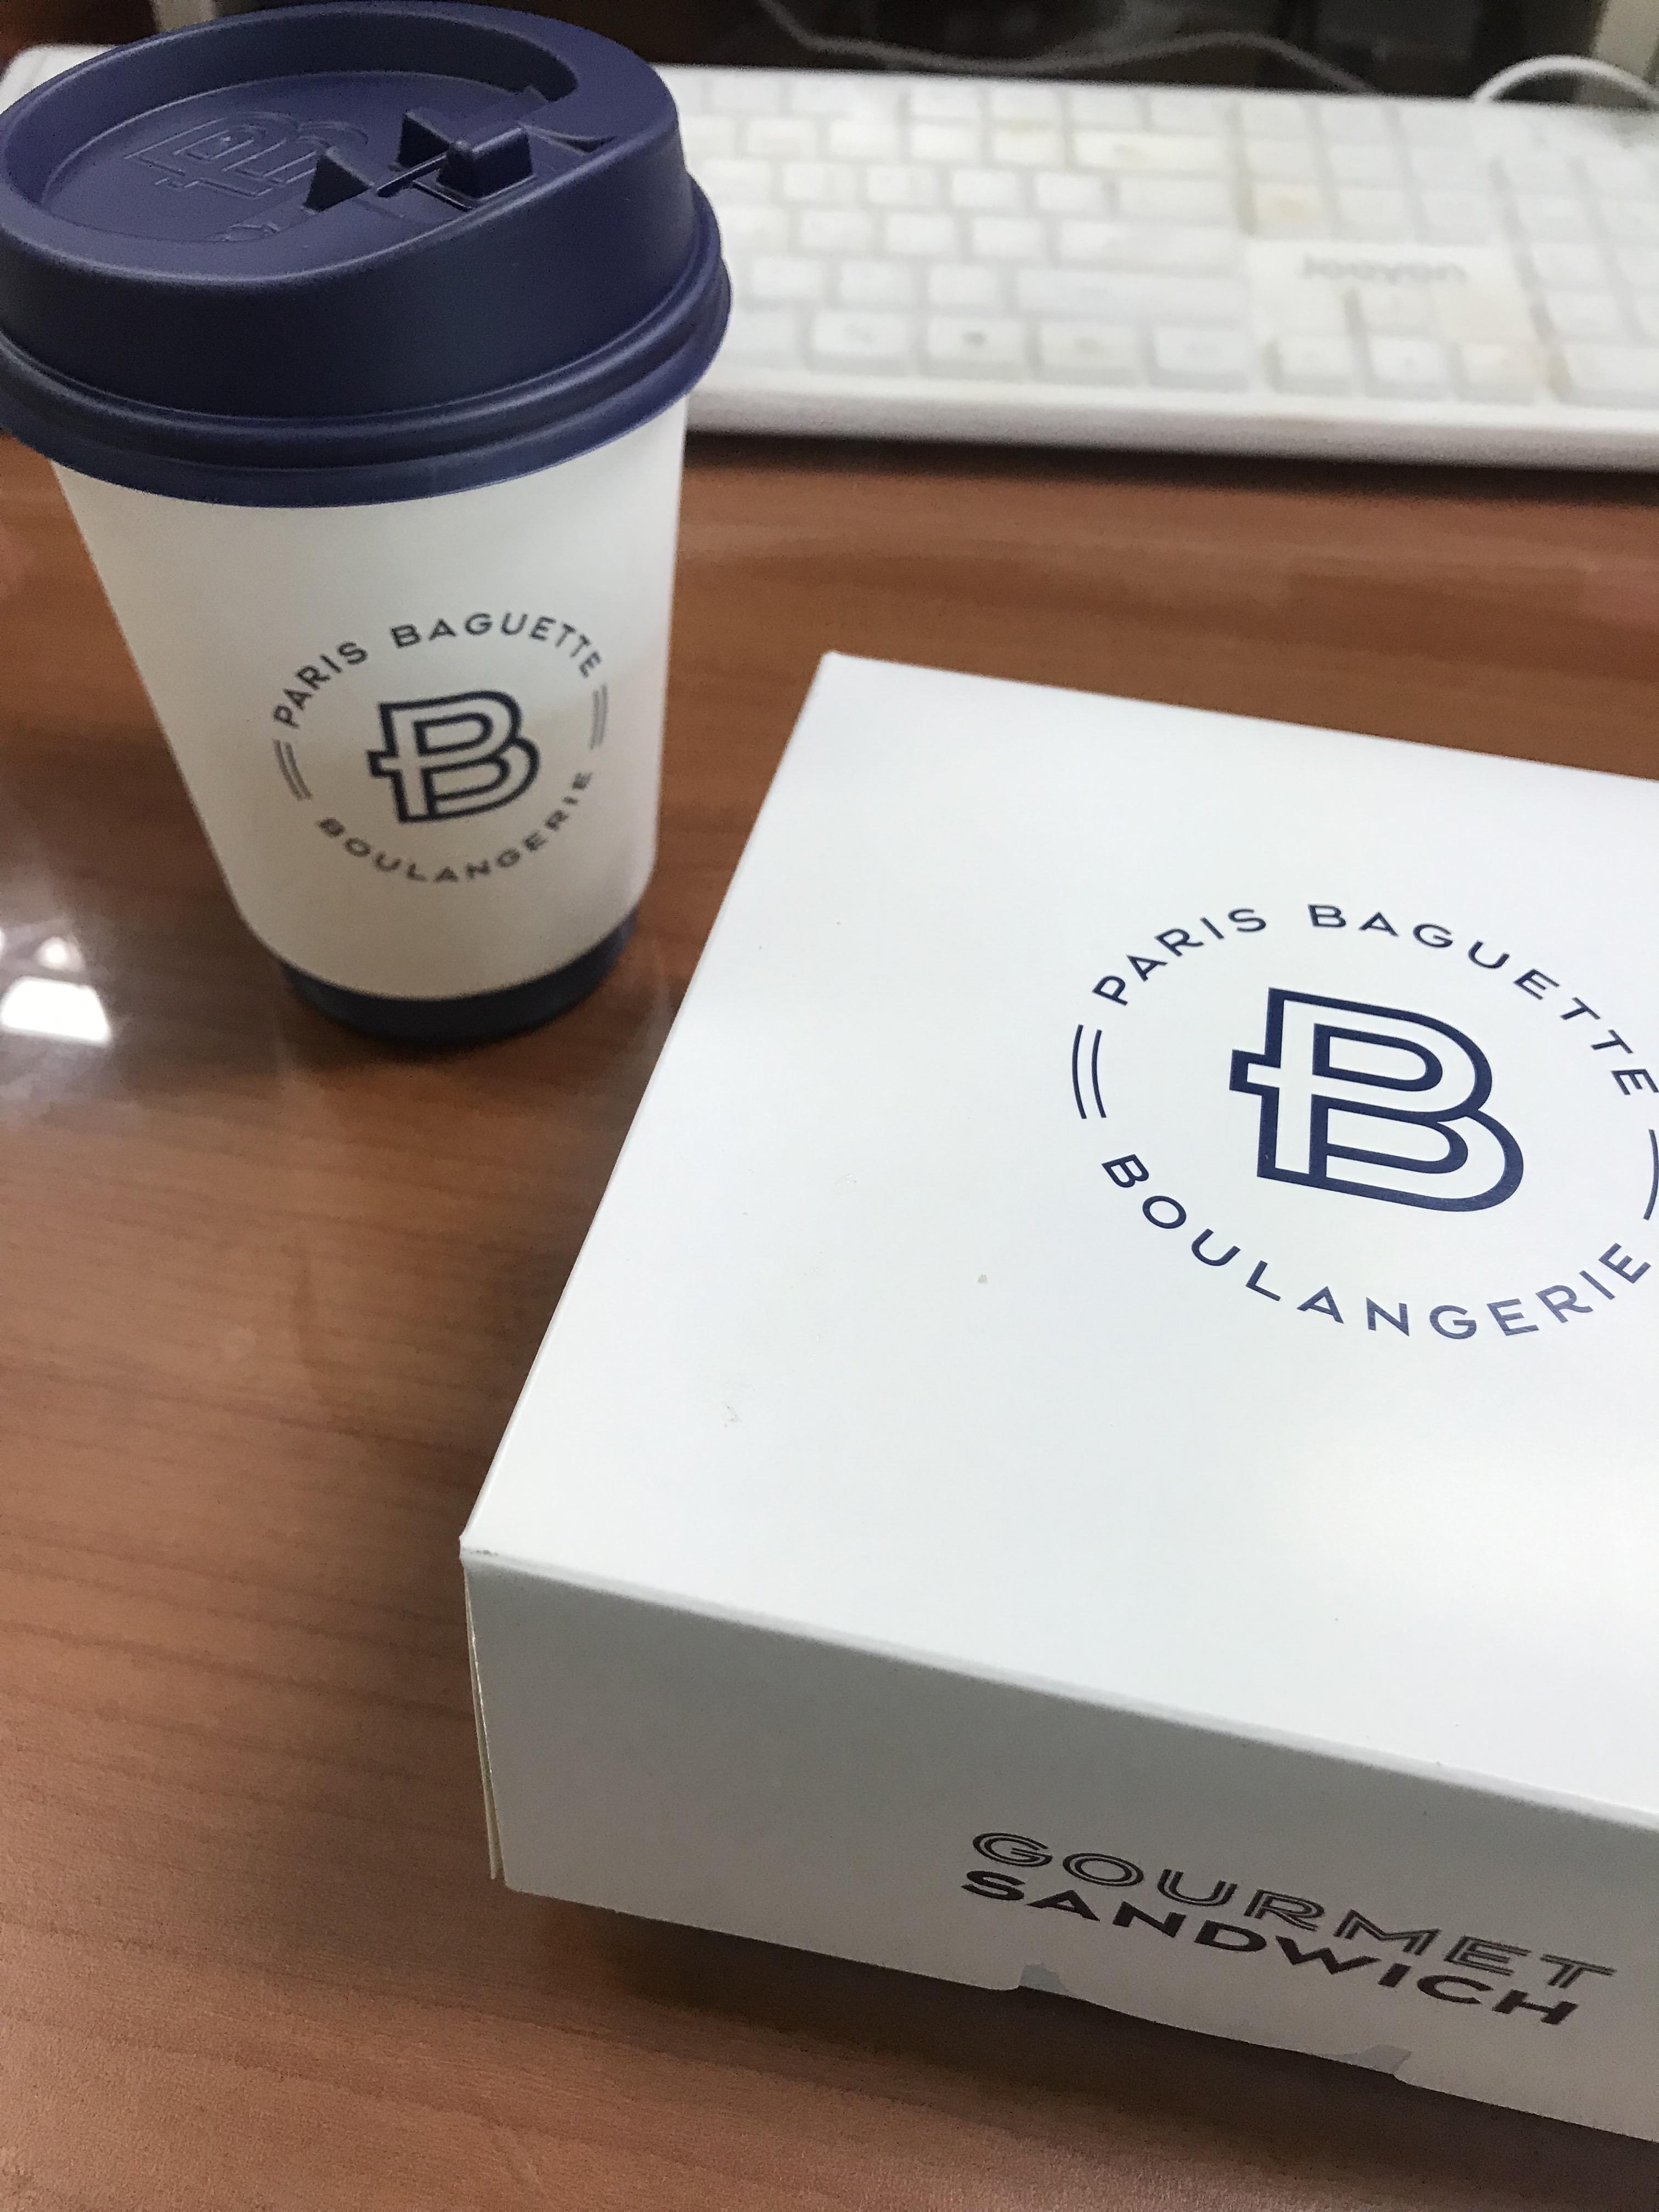 PARIS BAGUETTE
B
BOULANGERIE
PARIS BAGUETTE
B
BOULANGERIE
GOURMET
SANDWICH